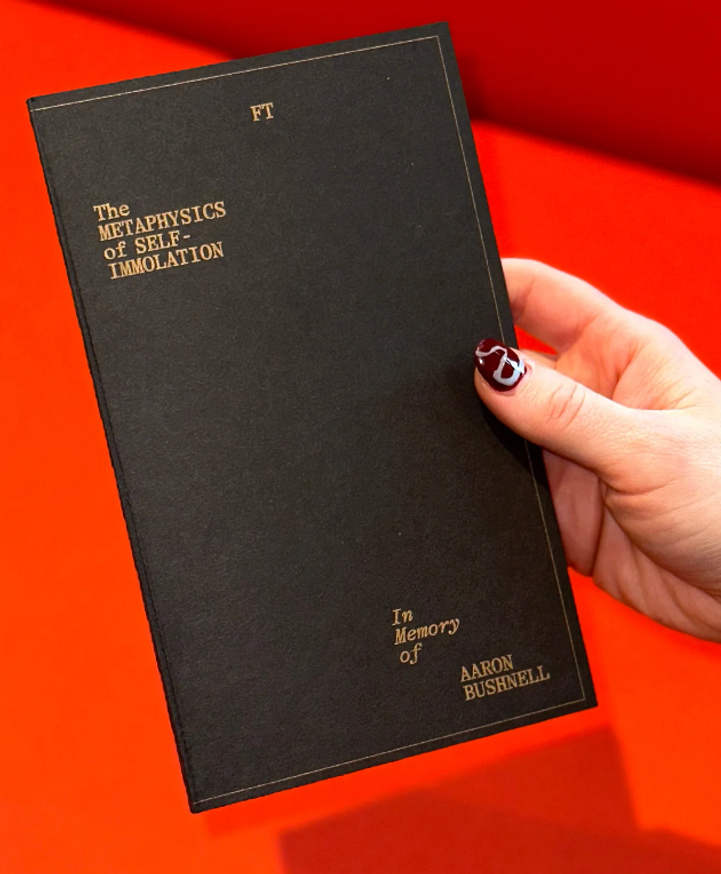 FT
The
METAPHYSICS
of SELF-
IMMOLATION
In
Memory
of
AARON
BUSHNELL